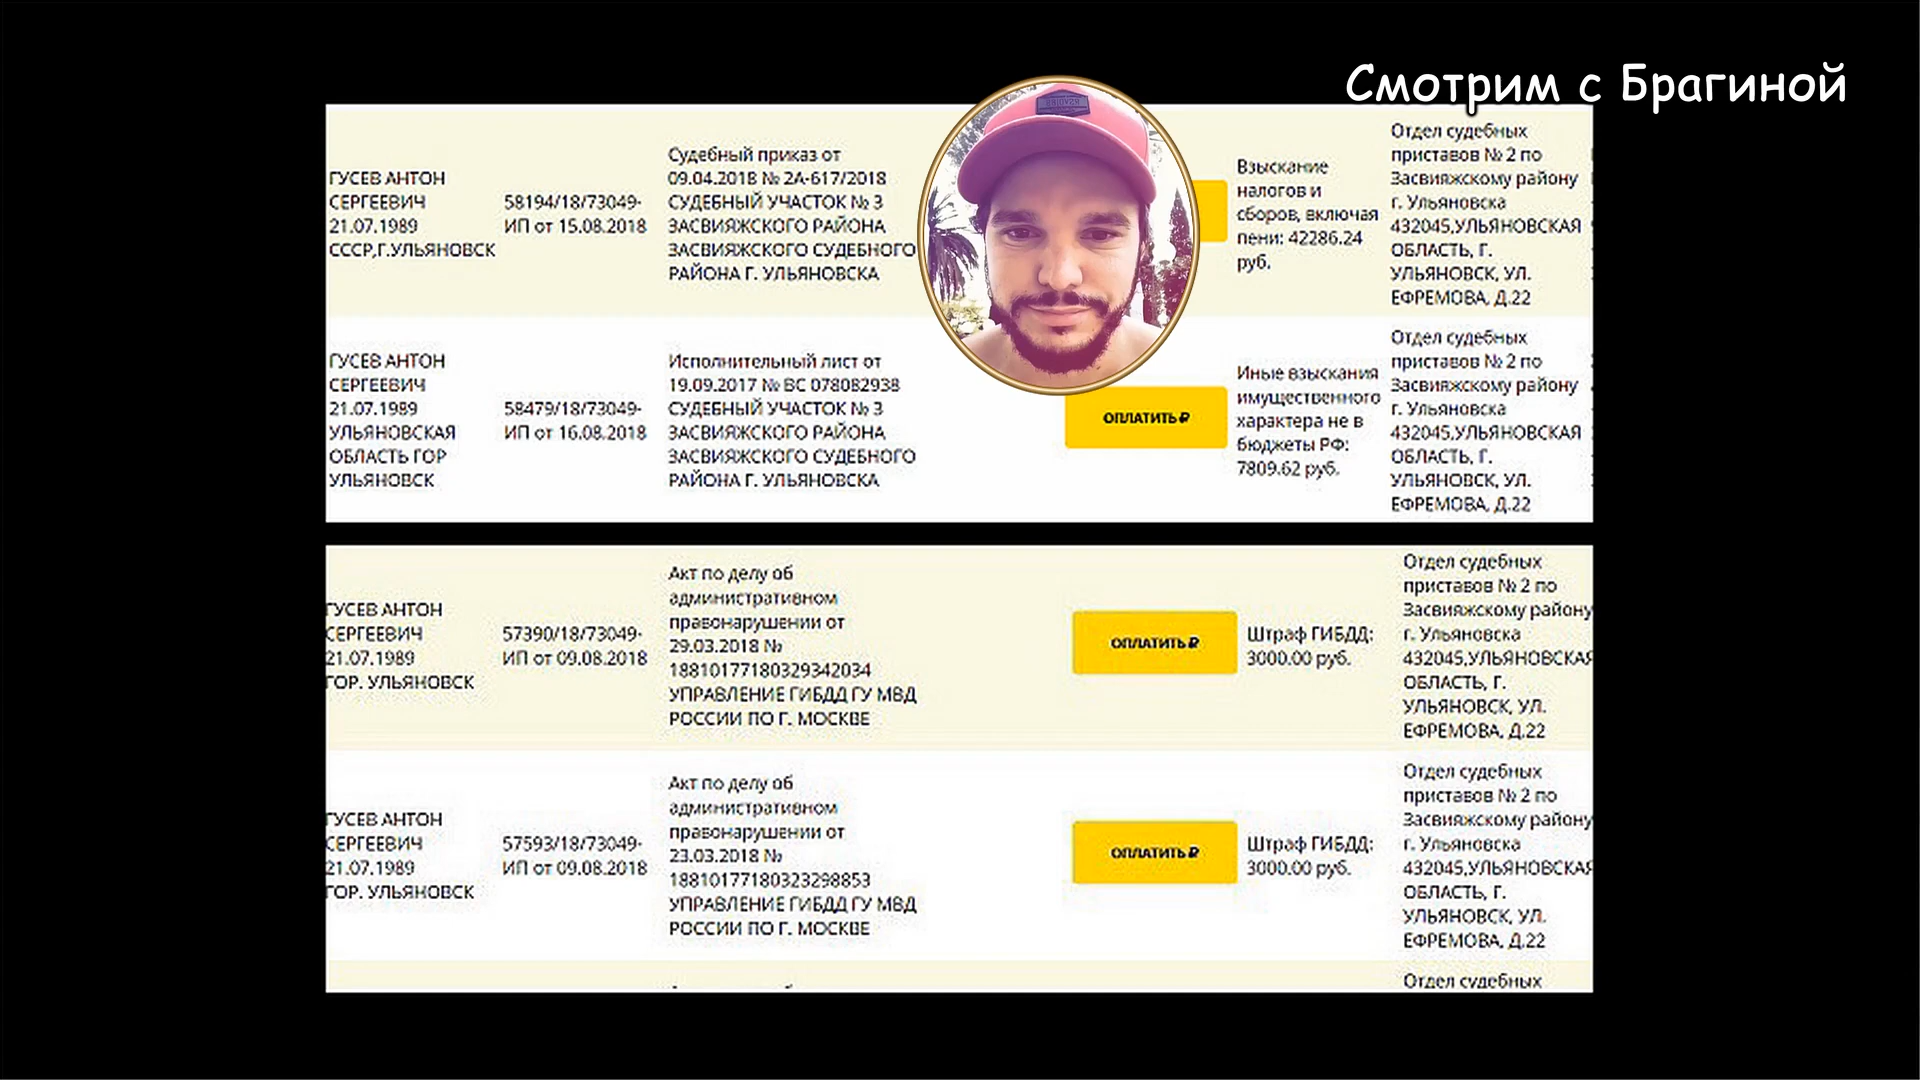 Смотрим с Брагиной
ГУСЕВ АНТОН
СЕРГЕЕВИЧ
21.07.1989
СССР,Г.УЛЬЯНОВСК
58194/18/73049-
ИП от 15.08.2018
Судебный приказ от
09.04.2018 № 2А-617/2018
СУДЕБНЫЙ УЧАСТОК № 3
ЗАСВИЯЖСКОГО РАЙОНА
ЗАСВИЯЖСКОГО СУДЕБНОГО
РАЙОНА Г. УЛЬЯНОВСКА
Взыскание
налогов и
сборов, включая
пени: 42286.24
руб.
Отдел судебных
приставов № 2 по
Засвияжскому району
г. Ульяновска
432045,УЛЬЯНОВСКАЯ
ОБЛАСТЬ, Г.
УЛЬЯНОВСК, УЛ.
ЕФРЕМОВА, Д.22
ГУСЕВ АНТОН
СЕРГЕЕВИЧ
21.07.1989
УЛЬЯНОВСКАЯ
ОБЛАСТЬ ГОР
УЛЬЯНОВСК
58479/18/73049-
ИП от 16.08.2018
Исполнительный лист от
19.09.2017 № ВС 078082938
СУДЕБНЫЙ УЧАСТОК № 3
ЗАСВИЯЖСКОГО РАЙОНА
ЗАСВИЯЖСКОГО СУДЕБНОГО
РАЙОНА Г. УЛЬЯНОВСКА
ОПЛАТИТЬ ₽
Иные взыскания
имущественного
характера не в
бюджеты РФ:
7809.62 руб.
Отдел судебных
приставов № 2 по
Засвияжскому району
г. Ульяновска
432045,УЛЬЯНОВСКАЯ
ОБЛАСТЬ, Г.
УЛЬЯНОВСК, УЛ.
ЕФРЕМОВА, Д.22
ГУСЕВ АНТОН
СЕРГЕЕВИЧ
21.07.1989
ГОР. УЛЬЯНОВСК
57390/18/73049-
ИП от 09.08.2018
Акт по делу об
административном
правонарушении от
29.03.2018 №
18810177180329342034
УПРАВЛЕНИЕ ГИБДД ГУ МВД
РОССИИ ПО Г. МОСКВЕ
ОПЛАТИТЬ ₽
Штраф ГИБДД:
3000.00 руб.
Отдел судебных
приставов № 2 по
Засвияжскому району
г. Ульяновска
432045,УЛЬЯНОВСКАЯ
ОБЛАСТЬ, Г.
УЛЬЯНОВСК, УЛ.
ЕФРЕМОВА, Д.22
ГУСЕВ АНТОН
СЕРГЕЕВИЧ
21.07.1989
ГОР. УЛЬЯНОВСК
57593/18/73049-
ИП от 09.08.2018
Акт по делу об
административном
правонарушении от
23.03.2018 №
18810177180323298853
УПРАВЛЕНИЕ ГИБДД ГУ МВД
РОССИИ ПО Г. МОСКВЕ
ОПЛАТИТЬ ₽
Штраф ГИБДД:
3000.00 руб.
Отдел судебных
приставов № 2 по
Засвияжскому району
г. Ульяновска
432045,УЛЬЯНОВСКАЯ
ОБЛАСТЬ, Г.
УЛЬЯНОВСК, УЛ.
ЕФРЕМОВА, Д.22
Отдел судебных